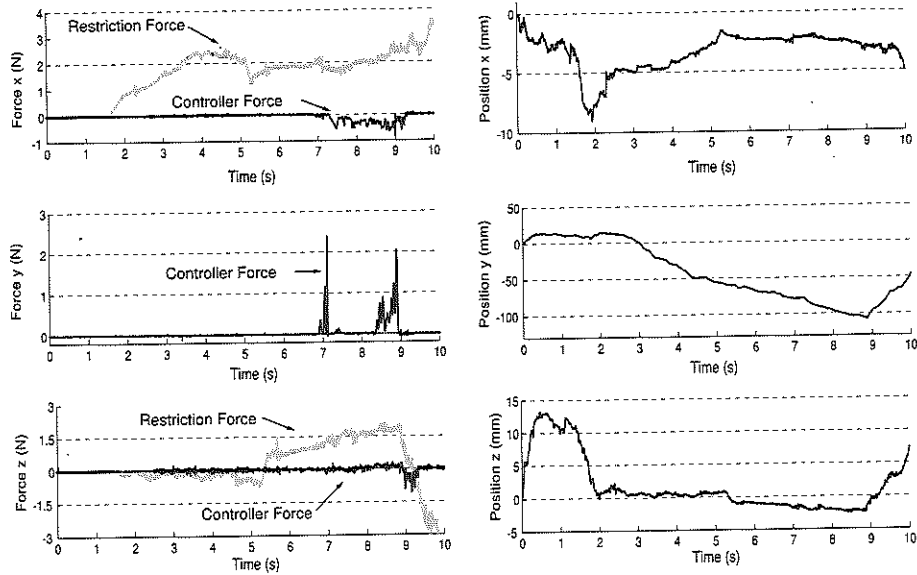 Force x (N)
4
3
2
1
0
-1
Restriction Force
Controller Force
0 1 2 3 4 5 6 7 8 9 10
Time (s)
Position x (mm)
0
-5
-10
0 1 2 3 4 5 6 7 8 9 10
Time (s)
Force y (N)
3
2
1
0
Controller Force
0 1 2 3 4 5 6 7 8 9 10
Time (s)
Position y (mm)
50
0
-50
-100
0 1 2 3 4 5 6 7 8 9 10
Time (s)
Force z (N)
3
1.5
0
-1.5
-3
Restriction Force
Controller Force
0 1 2 3 4 5 6 7 8 9 10
Time (s)
Position z (mm)
15
10
5
0
-5
0 1 2 3 4 5 6 7 8 9 10
Time (s)